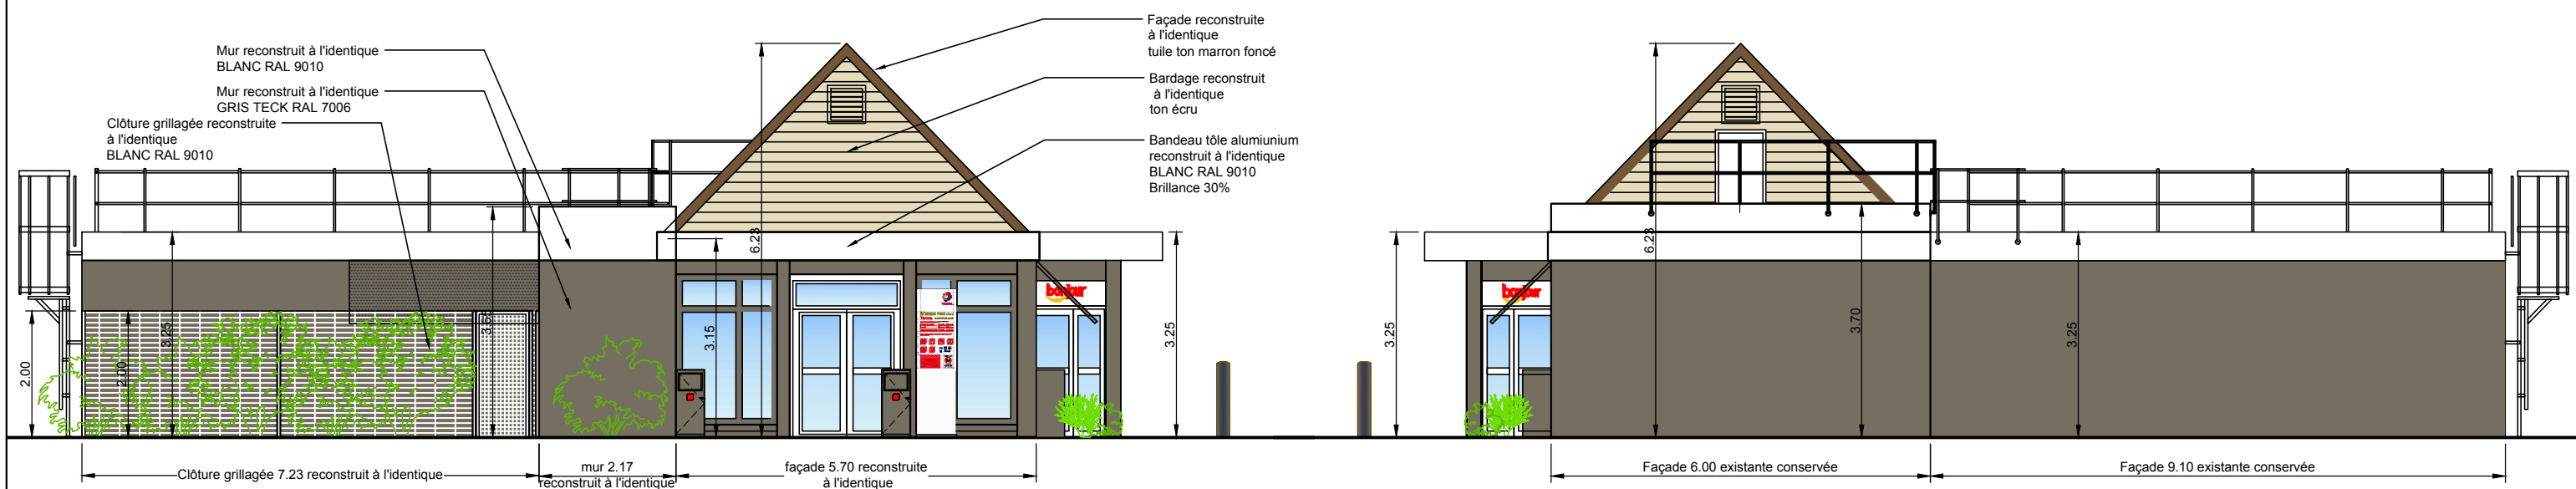 Mur reconstruit à l'identique
BLANC RAL 9010
Mur reconstruit à l'identique
GRIS TECK RAL 7006
Clôture grillagée reconstruite
à l'identique
BLANC RAL 9010
Façade reconstruite
à l'identique
tuile ton marron foncé
Bardage reconstruit
à l'identique
ton écru
Bandeau tôle alumiunium
reconstruit à l'identique
BLANC RAL 9010
Brillance 30%
2.00
2.00
3.25
3.15
6.23
bonjour
3.25
3.25
bonjour
6.23
3.70
3.25
Clôture grillagée 7.23 reconstruit à l'identique
mur 2.17
reconstruit à l'identique
façade 5.70 reconstruite
à l'identique
Façade 6.00 existante conservée
Façade 9.10 existante conservée